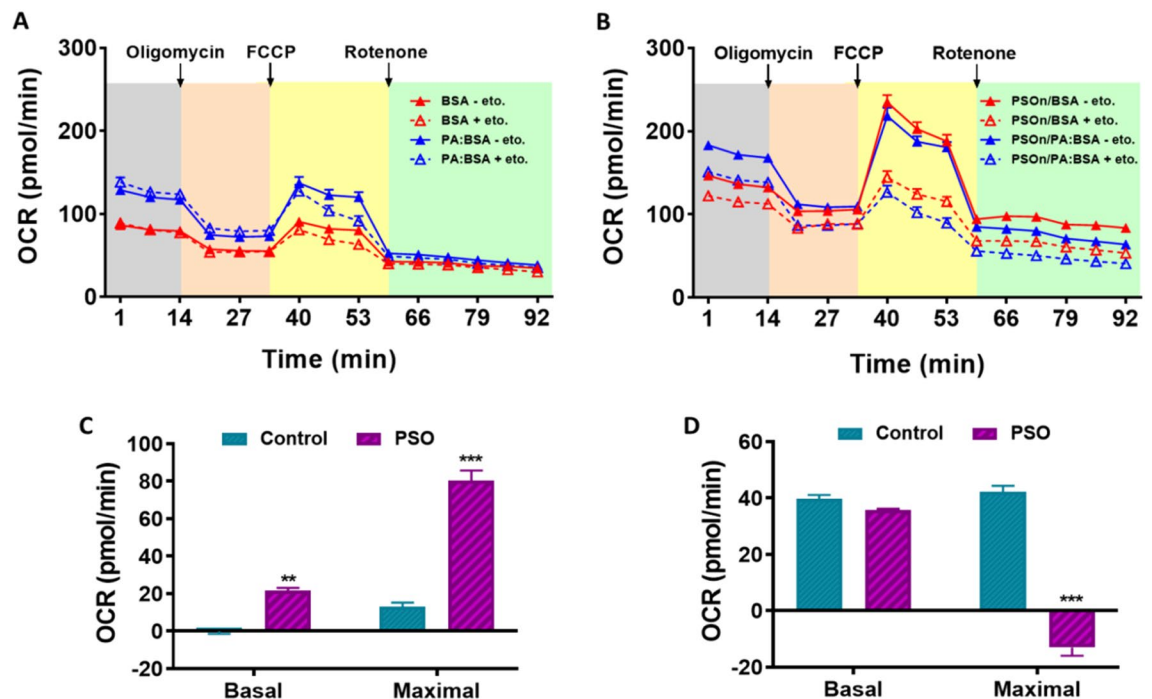 A
300
200
100
0
OCR (pmol/min)
Oligomycin
FCCP
Rotenone
BSA - eto.
BSA + eto.
PA:BSA - eto.
PA:BSA + eto.
1 14 27 40 53 66 79 92
Time (min)
B
300
200
100
0
OCR (pmol/min)
Oligomycin
FCCP
Rotenone
PSOn/BSA - eto.
PSOn/BSA + eto.
PSOn/PA:BSA - eto.
PSOn/PA:BSA + eto.
1 14 27 40 53 66 79 92
Time (min)
C
100
80
60
40
20
0
-20
OCR (pmol/min)
Control PSO
**
***
Basal Maximal
D
60
40
20
0
-20
OCR (pmol/min)
Control PSO
***
Basal Maximal